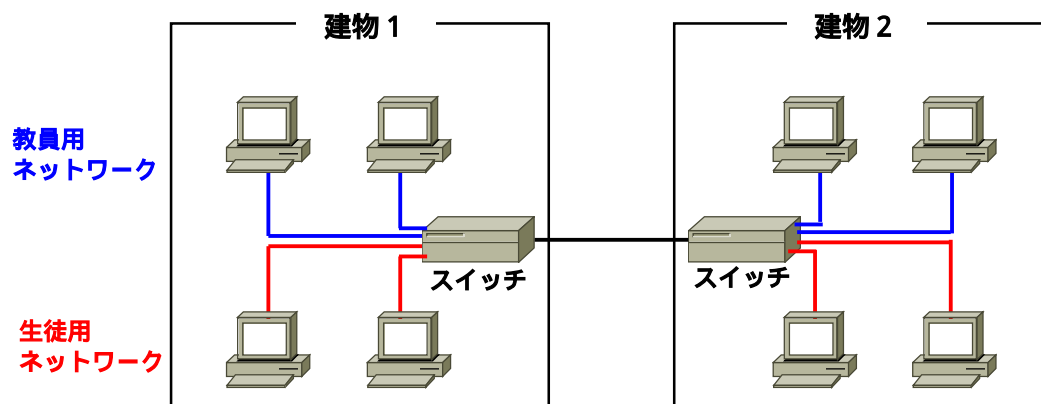 建物 1
建物 2
教員用
ネットワーク
スイッチ
スイッチ
生徒用
ネットワーク